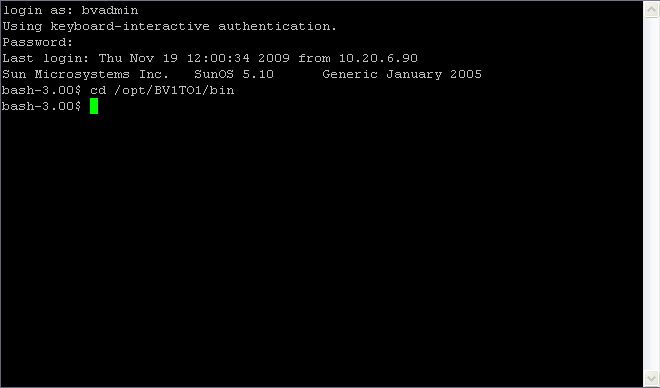 login as: bvadmin
Using keyboard-interactive authentication.
Password:
Last login: Thu Nov 19 12:00:34 2009 from 10.20.6.90
Sun Microsystems Inc.   SunOS 5.10      Generic January 2005
bash-3.00$ cd /opt/BV1TO1/bin
bash-3.00$